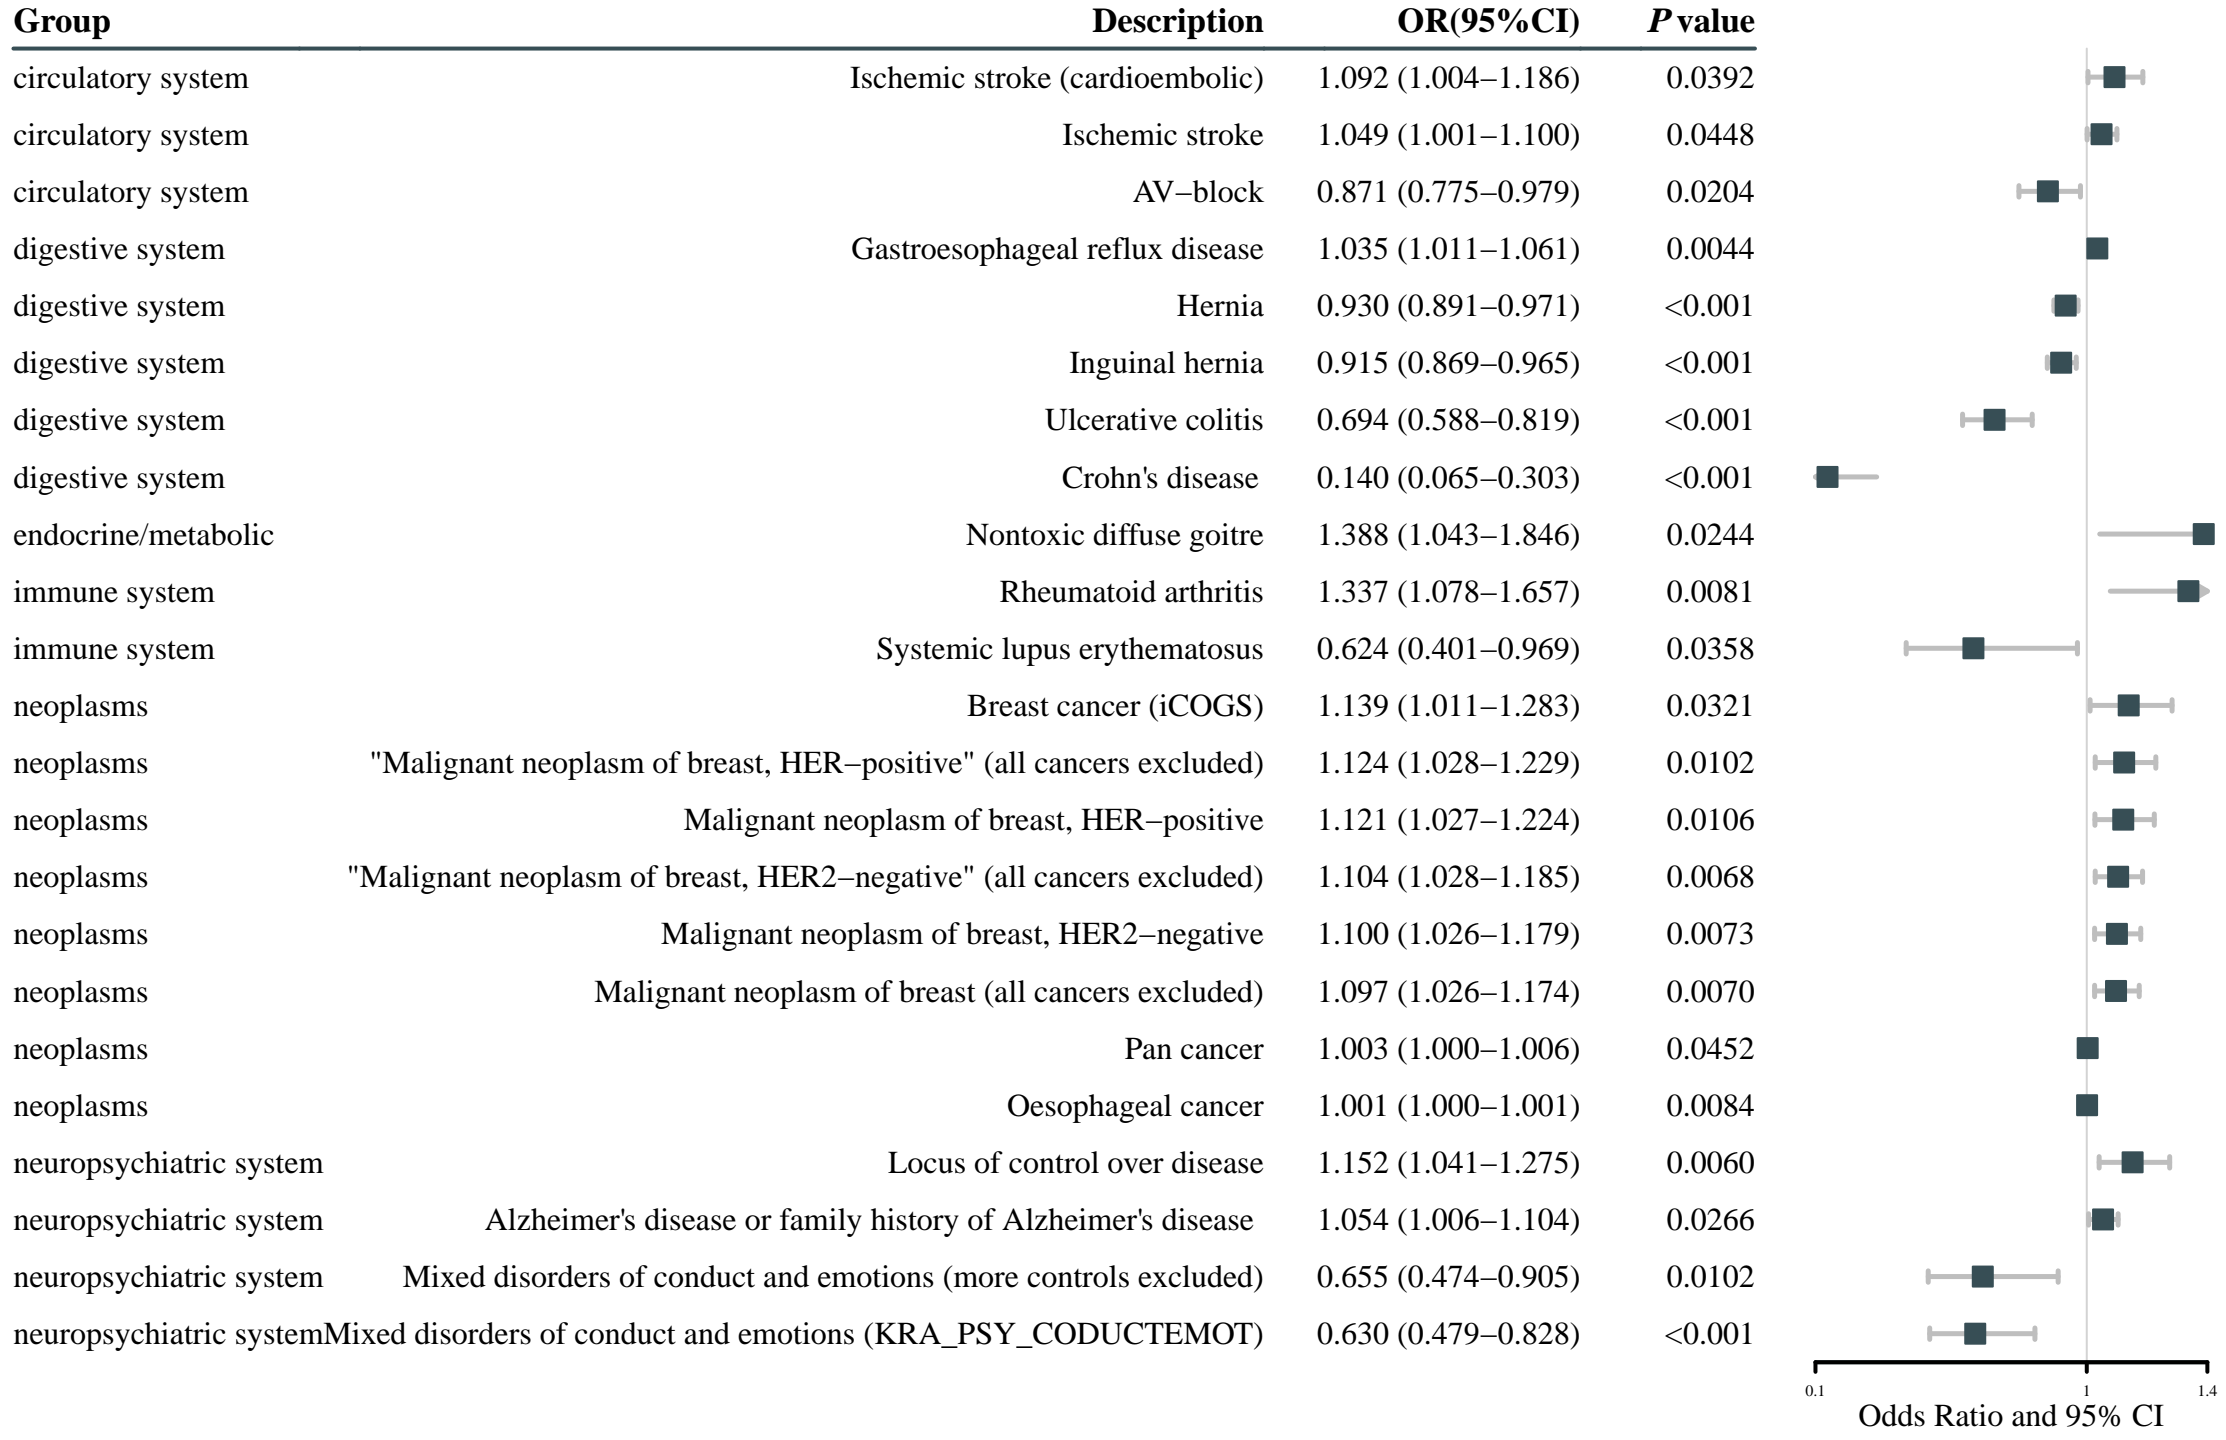 Group Description OR(95%CI) P value
circulatory system Ischemic stroke (cardioembolic) 1.092 (1.004−1.186) 0.0392
circulatory system Ischemic stroke 1.049 (1.001−1.100) 0.0448
circulatory system AV−block 0.871 (0.775−0.979) 0.0204
digestive system Gastroesophageal reflux disease 1.035 (1.011−1.061) 0.0044
digestive system Hernia 0.930 (0.891−0.971) <0.001
digestive system Inguinal hernia 0.915 (0.869−0.965) <0.001
digestive system Ulcerative colitis 0.694 (0.588−0.819) <0.001
digestive system Crohn's disease 0.140 (0.065−0.303) <0.001
endocrine/metabolic Nontoxic diffuse goitre 1.388 (1.043−1.846) 0.0244
immune system Rheumatoid arthritis 1.337 (1.078−1.657) 0.0081
immune system Systemic lupus erythematosus 0.624 (0.401−0.969) 0.0358
neoplasms Breast cancer (iCOGS) 1.139 (1.011−1.283) 0.0321
neoplasms "Malignant neoplasm of breast, HER−positive" (all cancers excluded) 1.124 (1.028−1.229) 0.0102
neoplasms Malignant neoplasm of breast, HER−positive 1.121 (1.027−1.224) 0.0106
neoplasms "Malignant neoplasm of breast, HER2−negative" (all cancers excluded) 1.104 (1.028−1.185) 0.0068
neoplasms Malignant neoplasm of breast, HER2−negative 1.100 (1.026−1.179) 0.0073
neoplasms Malignant neoplasm of breast (all cancers excluded) 1.097 (1.026−1.174) 0.0070
neoplasms Pan cancer 1.003 (1.000−1.006) 0.0452
neoplasms Oesophageal cancer 1.001 (1.000−1.001) 0.0084
neuropsychiatric system Locus of control over disease 1.152 (1.041−1.275) 0.0060
neuropsychiatric system Alzheimer's disease or family history of Alzheimer's disease 1.054 (1.006−1.104) 0.0266
neuropsychiatric system Mixed disorders of conduct and emotions (more controls excluded) 0.655 (0.474−0.905) 0.0102
neuropsychiatric systemMixed disorders of conduct and emotions (KRA_PSY_CODUCTEMOT) 0.630 (0.479−0.828) <0.001
0.1 1 1.4
Odds Ratio and 95% CI